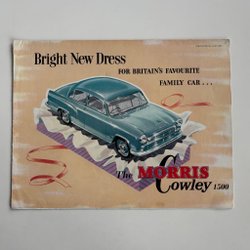 Bright New Dress
FOR BRITAIN'S FAVOURITE
FAMILY CAR . . .
The MORRIS
Cowley 1500